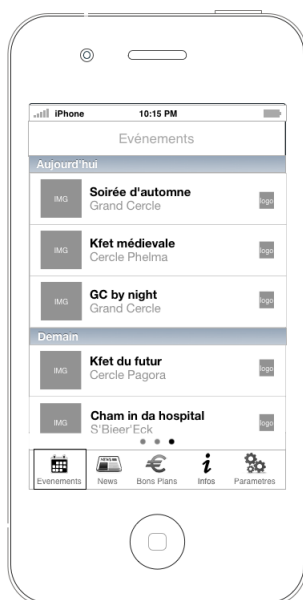 iPhone 10:15 PM
Evénements
Aujourd'hui
IMG Soirée d'automne logo
Grand Cercle
IMG Kfet médievale logo
Cercle Phelma
IMG GC by night logo
Grand Cercle
Demain
IMG Kfet du futur logo
Cercle Pagora
IMG Cham in da hospital logo
S'Bieer'Eck
Evenements News Bons Plans Infos Parametres